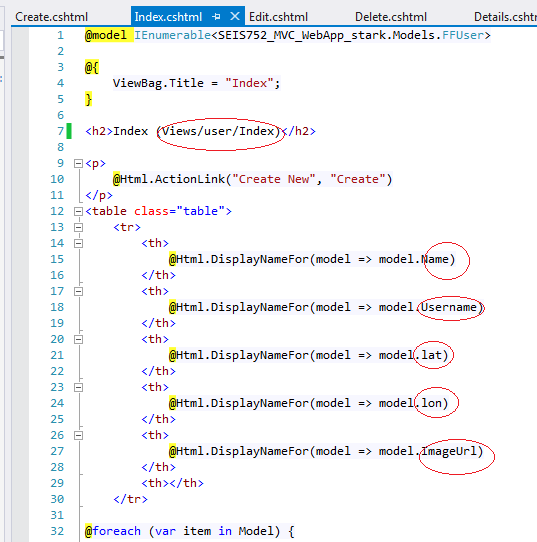 Create.cshtml Index.cshtml Edit.cshtml Delete.cshtml Details.csht
1 @model IEnumerable<SEIS752_MVC_WebApp_stark.Models.FFUser>
2
3 @{
4 ViewBag.Title = "Index";
5 }
6
7 <h2>Index (Views/user/Index)</h2>
8
9 <p>
10 @Html.ActionLink("Create New", "Create")
11 </p>
12 <table class="table">
13 <tr>
14 <th>
15 @Html.DisplayNameFor(model => model.Name)
16 </th>
17 <th>
18 @Html.DisplayNameFor(model => model.Username)
19 </th>
20 <th>
21 @Html.DisplayNameFor(model => model.lat)
22 </th>
23 <th>
24 @Html.DisplayNameFor(model => model.lon)
25 </th>
26 <th>
27 @Html.DisplayNameFor(model => model.ImageUrl)
28 </th>
29 <th></th>
30 </tr>
31
32 @foreach (var item in Model) {